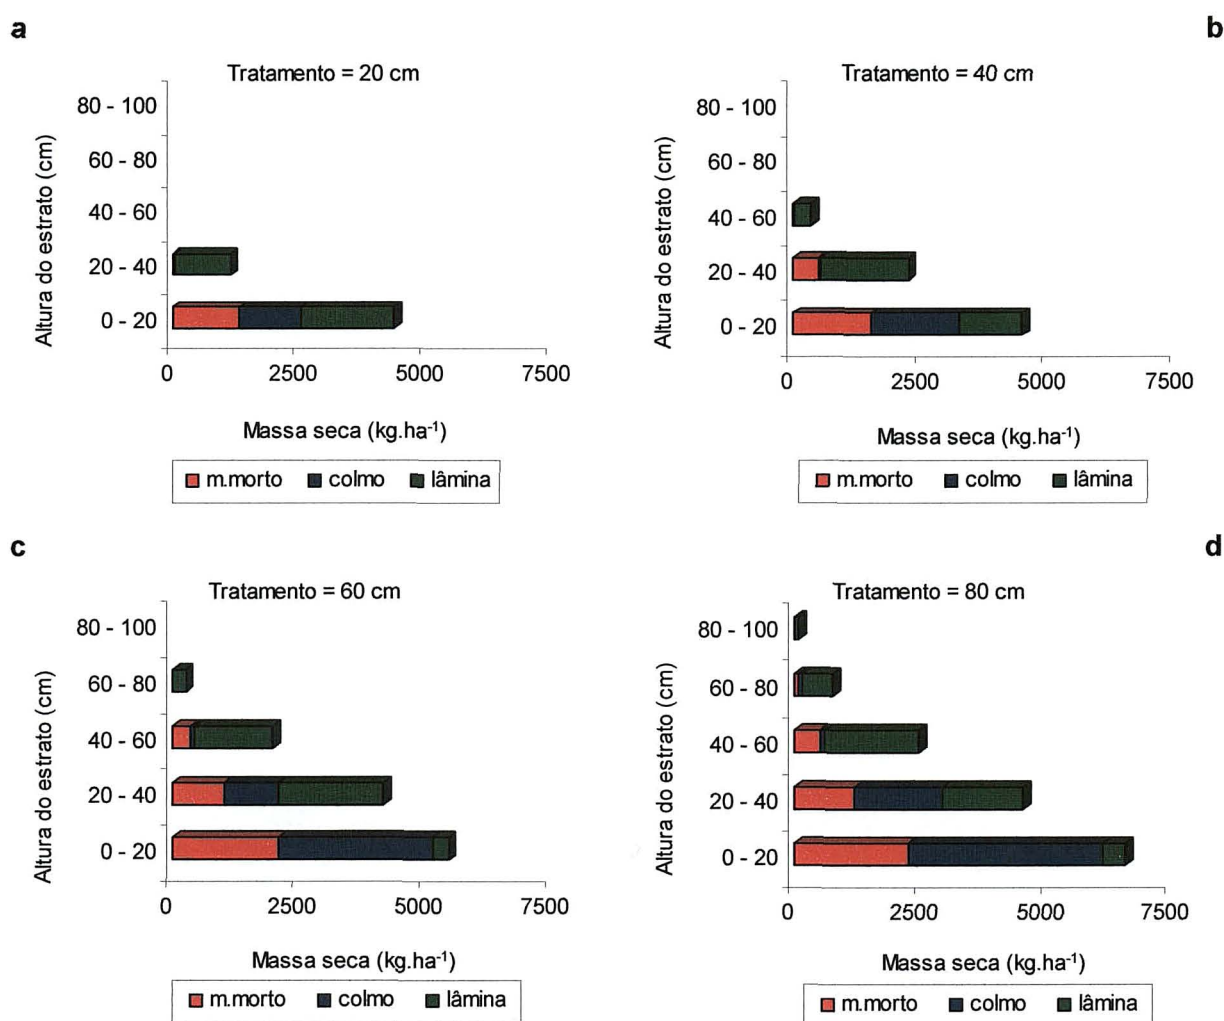 a
Tratamento = 20 cm
Altura do estrato (cm)
80 - 100
60 - 80
40 - 60
20 - 40
0 - 20
0 2500 5000 7500
Massa seca (kg.ha⁻¹)
m.morto colmo lâmina
b
Tratamento = 40 cm
Altura do estrato (cm)
80 - 100
60 - 80
40 - 60
20 - 40
0 - 20
0 2500 5000 7500
Massa seca (kg.ha⁻¹)
m.morto colmo lâmina
c
Tratamento = 60 cm
Altura do estrato (cm)
80 - 100
60 - 80
40 - 60
20 - 40
0 - 20
0 2500 5000 7500
Massa seca (kg.ha⁻¹)
m.morto colmo lâmina
d
Tratamento = 80 cm
Altura do estrato (cm)
80 - 100
60 - 80
40 - 60
20 - 40
0 - 20
0 2500 5000 7500
Massa seca (kg.ha⁻¹)
m.morto colmo lâmina